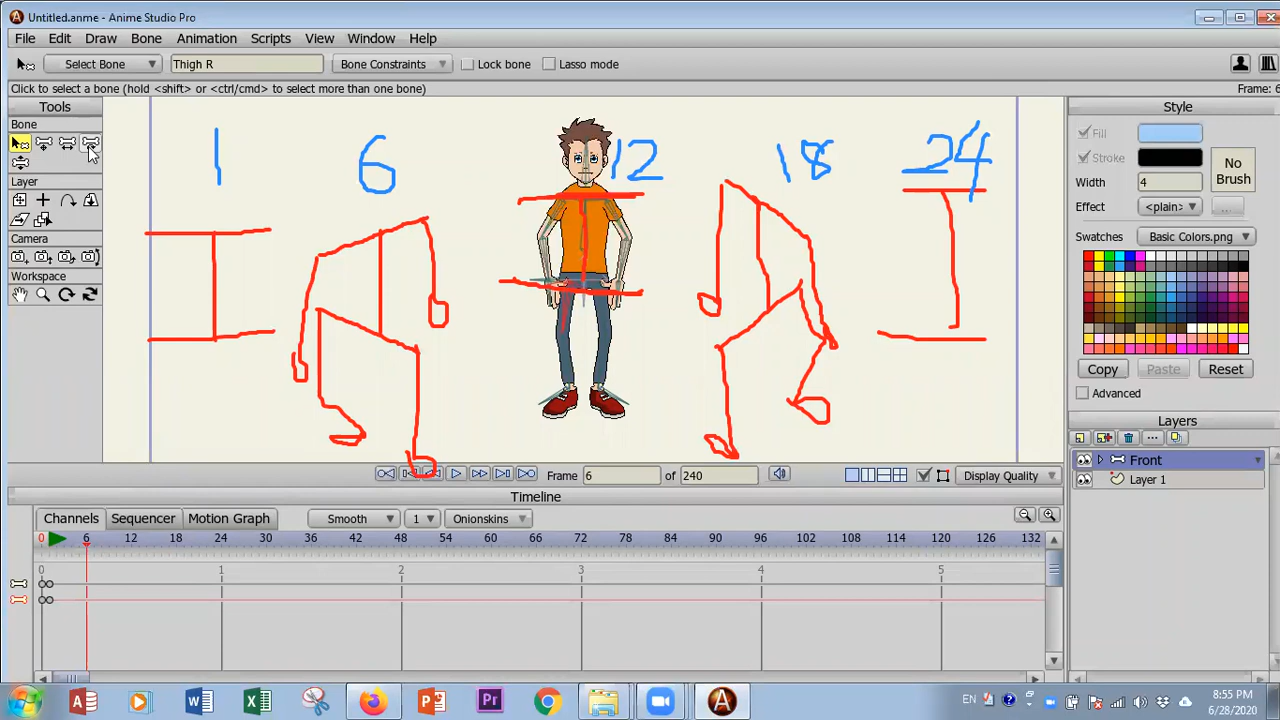 Untitled.anme - Anime Studio Pro
File Edit Draw Bone Animation Scripts View Window Help
Select Bone Thigh R Bone Constraints Lock bone Lasso mode
Click to select a bone (hold <shift> or <ctrl/cmd> to select more than one bone) Frame: 6
Tools
Bone
Layer
Camera
Workspace
1 6 12 18 24
Style
Fill
Stroke
No Brush
Width 4
Effect <plain> ...
Swatches Basic Colors.png
Copy Paste Reset
Advanced
Layers
Front
Layer 1
Frame 6 of 240 Display Quality
Timeline
Channels Sequencer Motion Graph Smooth 1 Onionskins
0 6 12 18 24 30 36 42 48 54 60 66 72 78 84 90 96 102 108 114 120 126 132
0 1 2 3 4 5
EN 8:55 PM
6/28/2020